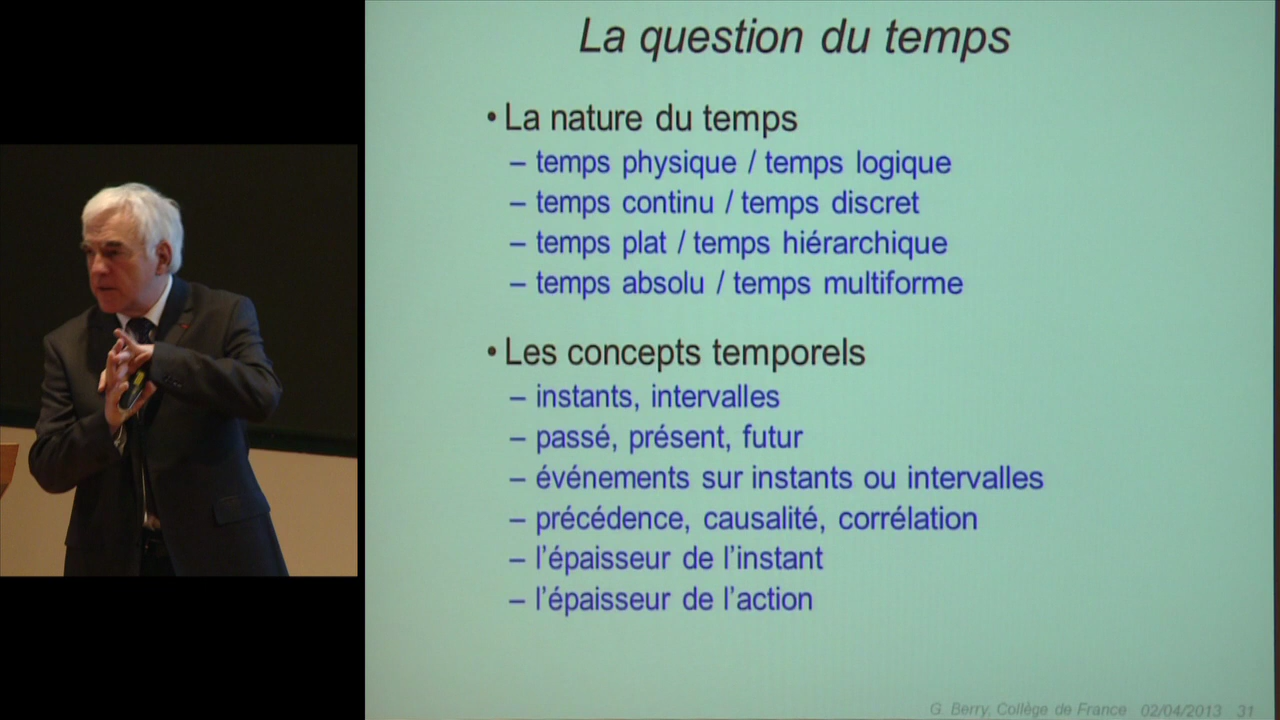 La question du temps
• La nature du temps
– temps physique / temps logique
– temps continu / temps discret
– temps plat / temps hiérarchique
– temps absolu / temps multiforme
• Les concepts temporels
– instants, intervalles
– passé, présent, futur
– événements sur instants ou intervalles
– précédence, causalité, corrélation
– l’épaisseur de l’instant
– l’épaisseur de l’action
G. Berry, Collège de France 02/04/2013 31